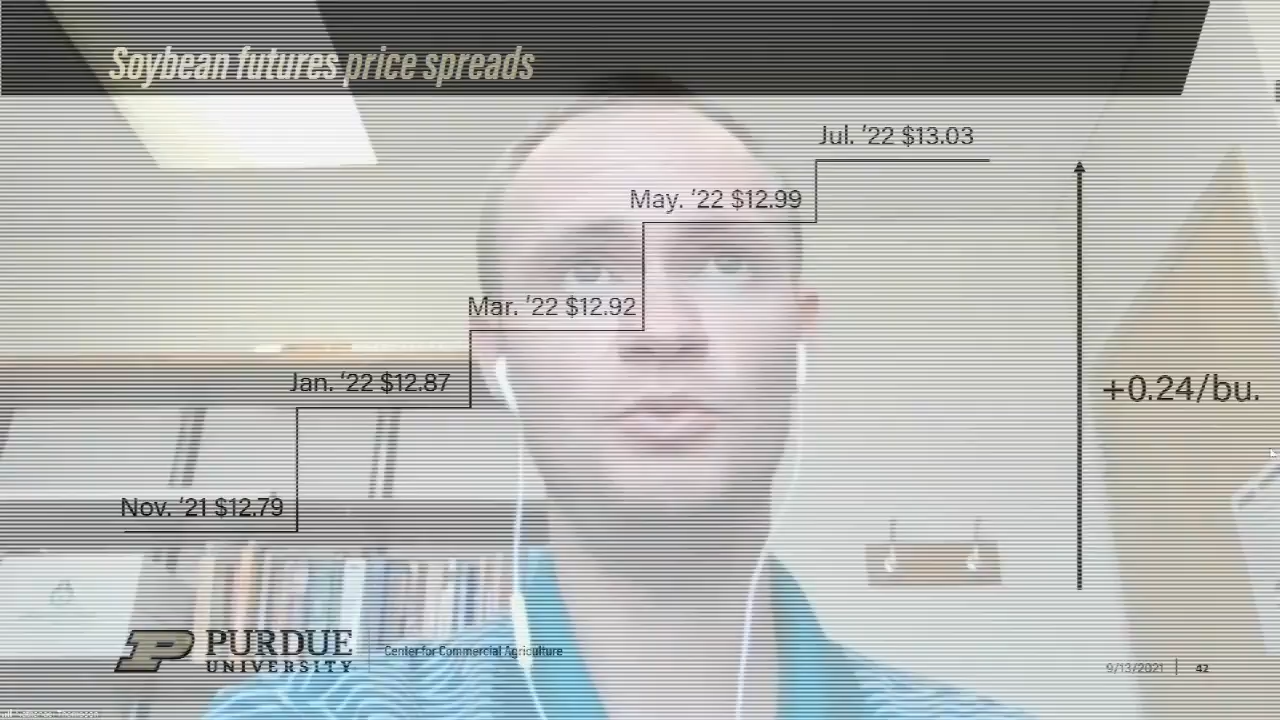 Soybean futures price spreads
Jul. ‘22 $13.03
May. ‘22 $12.99
Mar. ‘22 $12.92
Jan. ‘22 $12.87
Nov. ‘21 $12.79
+0.24/bu.
PURDUE
UNIVERSITY
Center for Commercial Agriculture
9/13/2021 | 42